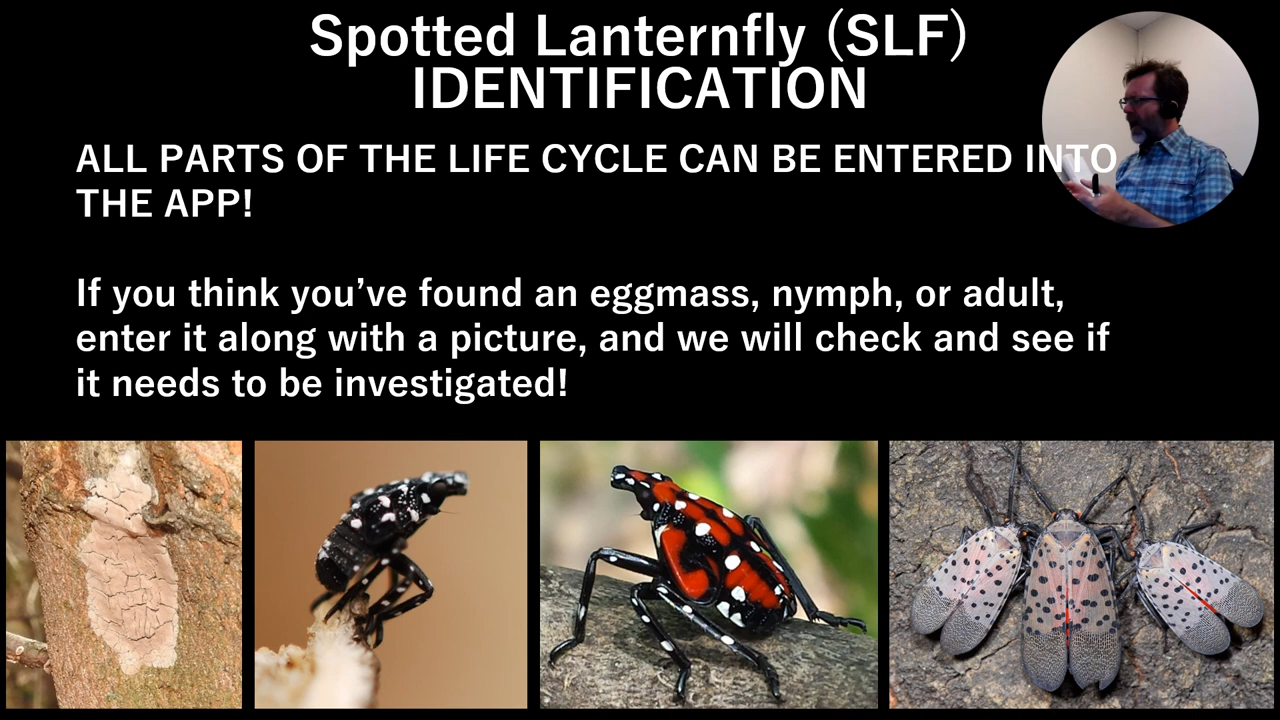 Spotted Lanternfly (SLF)
IDENTIFICATION
ALL PARTS OF THE LIFE CYCLE CAN BE ENTERED INTO
THE APP!
If you think you’ve found an eggmass, nymph, or adult,
enter it along with a picture, and we will check and see if
it needs to be investigated!